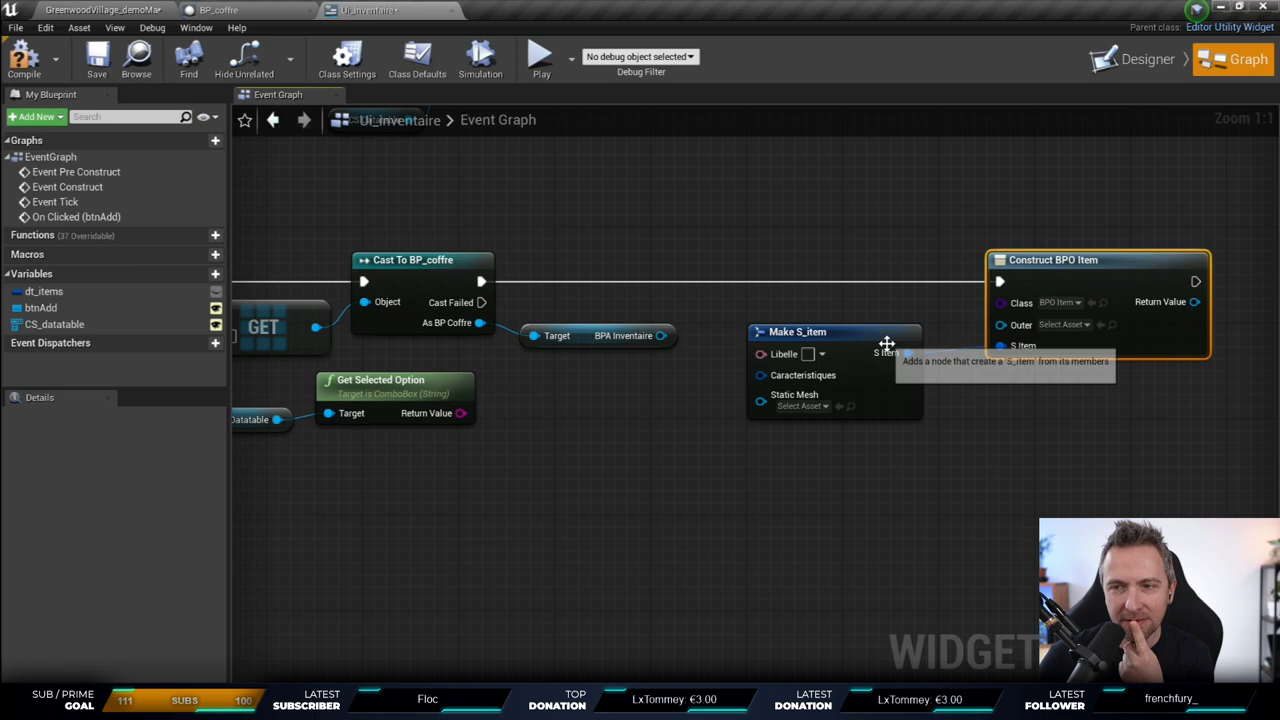 GreenwoodVillage_demoMa•
BP_coffre
Ui_inventaire•
File Edit Asset View Debug Window Help
Parent class: Editor Utility Widget
Compile Save Browse Find Hide Unrelated Class Settings Class Defaults Simulation Play
No debug object selected
Debug Filter
Designer Graph
My Blueprint
Event Graph
+Add New Search
Ui_inventaire > Event Graph
Zoom 1:1
Graphs
EventGraph
Event Pre Construct
Event Construct
Event Tick
On Clicked (btnAdd)
Functions (37 Overridable)
Macros
Variables
dt_items
btnAdd
CS_datatable
Event Dispatchers
Details
Cast To BP_coffre
Object Cast Failed
As BP Coffre
GET
Target BPA Inventaire
Get Selected Option
Target is ComboBox (String)
Target Return Value
Datatable
Make S_item
Libelle S Item
Caracteristiques
Static Mesh
Select Asset
Construct BPO Item
Class BPO Item Return Value
Outer Select Asset
S Item
Adds a node that create a 'S_item' from its members
WIDGET
SUB / PRIME GOAL
111 SUBS 100
LATEST SUBSCRIBER
Floc
TOP DONATION
LxTommey €3.00
LATEST DONATION
LxTommey €3.00
LATEST FOLLOWER
frenchfury_